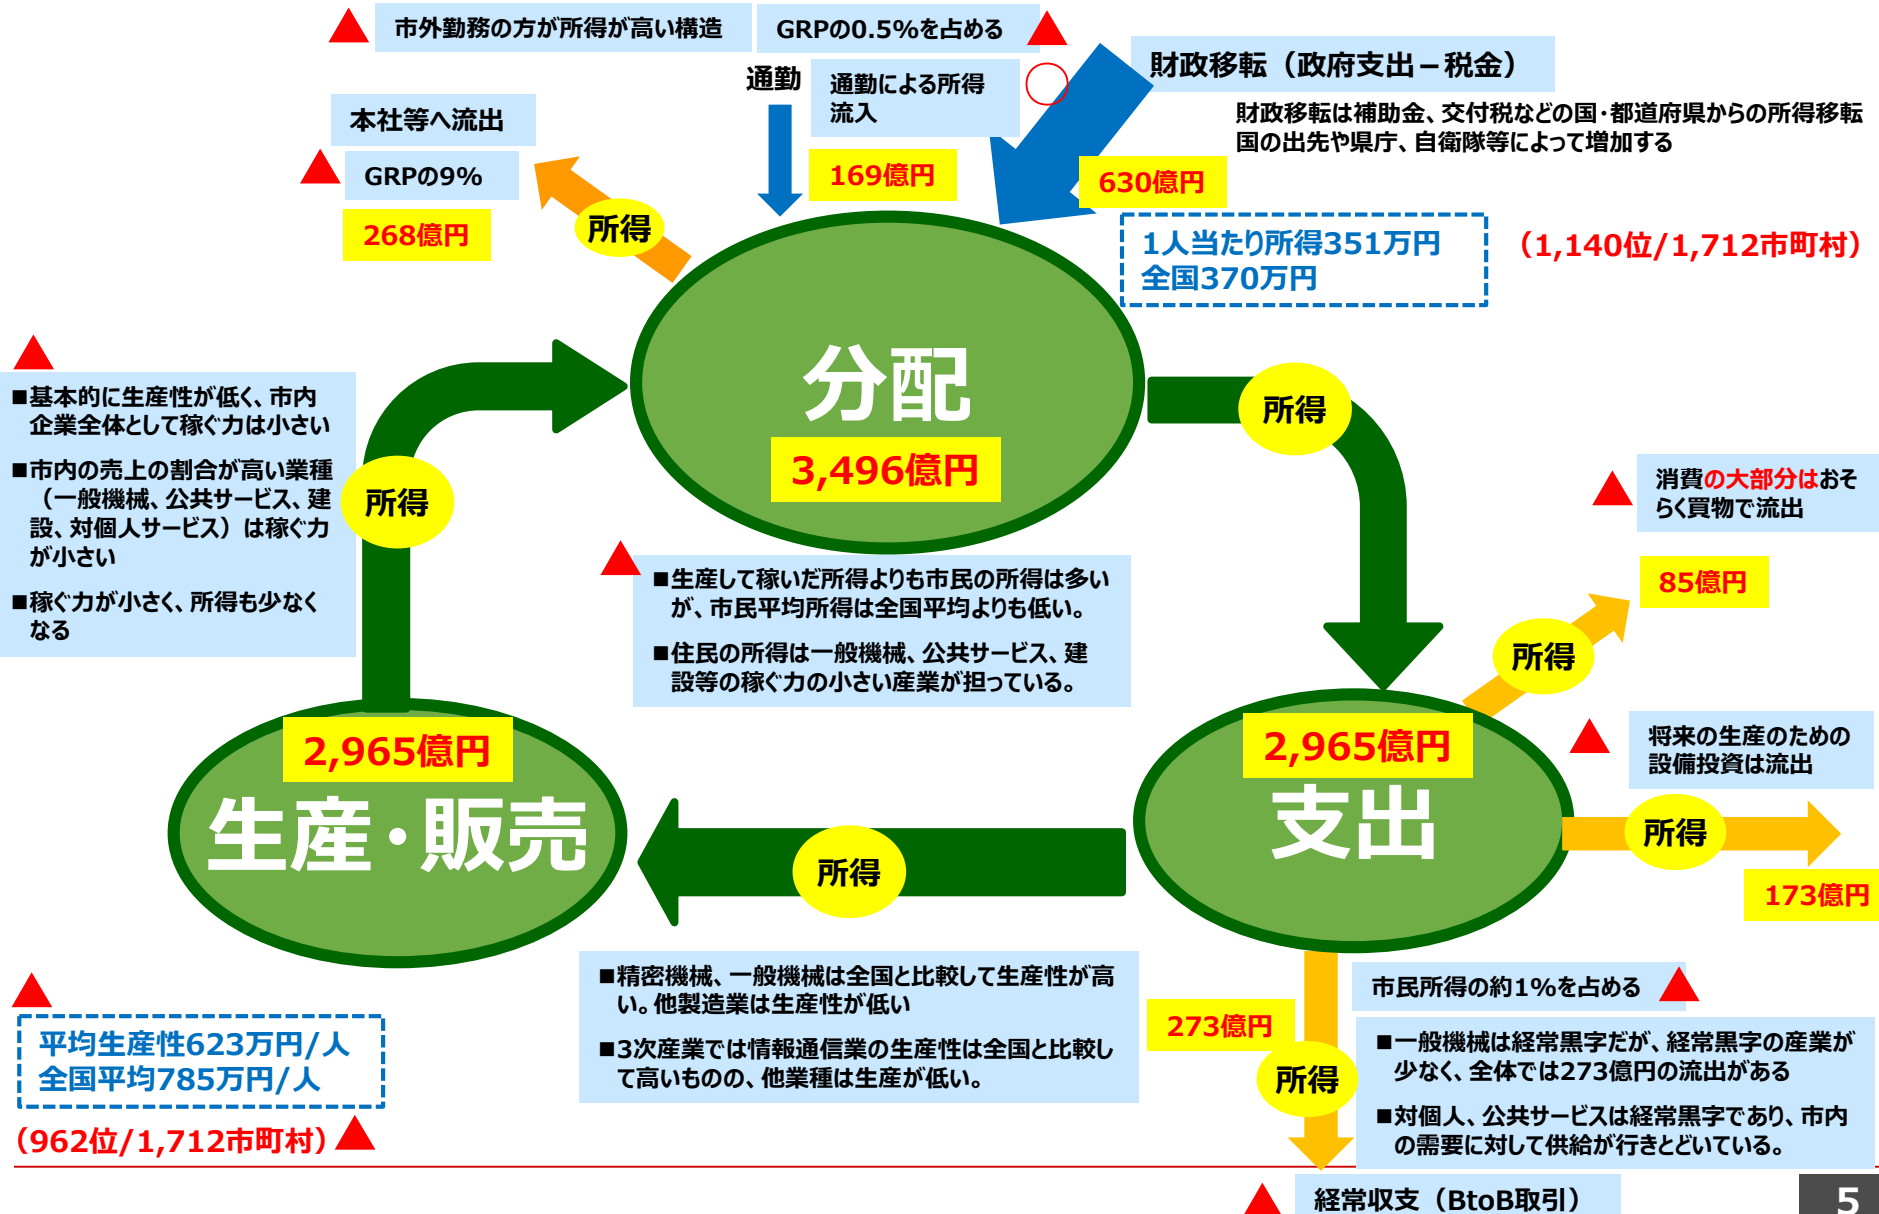 市外勤務の方が所得が高い構造
GRPの0.5%を占める
通勤
通勤による所得
流入
169億円
財政移転（政府支出－税金）
財政移転は補助金、交付税などの国・都道府県からの所得移転
国の出先や県庁、自衛隊等によって増加する
630億円
本社等へ流出
GRPの9%
268億円
所得
1人当たり所得351万円
全国370万円
（1,140位/1,712市町村）
分配
3,496億円
■基本的に生産性が低く、市内
企業全体として稼ぐ力は小さい
■市内の売上の割合が高い業種
（一般機械、公共サービス、建
設、対個人サービス）は稼ぐ力
が小さい
■稼ぐ力が小さく、所得も少なく
なる
所得
所得
■生産して稼いだ所得よりも市民の所得は多い
が、市民平均所得は全国平均よりも低い。
■住民の所得は一般機械、公共サービス、建
設等の稼ぐ力の小さい産業が担っている。
消費の大部分はおそ
らく買物で流出
85億円
所得
将来の生産のための
設備投資は流出
所得
173億円
2,965億円
生産・販売
2,965億円
支出
所得
■精密機械、一般機械は全国と比較して生産性が高
い。他製造業は生産性が低い
■3次産業では情報通信業の生産性は全国と比較し
て高いものの、他業種は生産が低い。
平均生産性623万円/人
全国平均785万円/人
（962位/1,712市町村）
273億円
所得
市民所得の約1%を占める
■一般機械は経常黒字だが、経常黒字の産業が
少なく、全体では273億円の流出がある
■対個人、公共サービスは経常黒字であり、市内
の需要に対して供給が行きとどいている。
経常収支（BtoB取引）
5